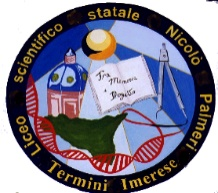 Liceo scientifico statale Nicolò Palmeri
Tra Memoria
e Progetto
Termini Imerese